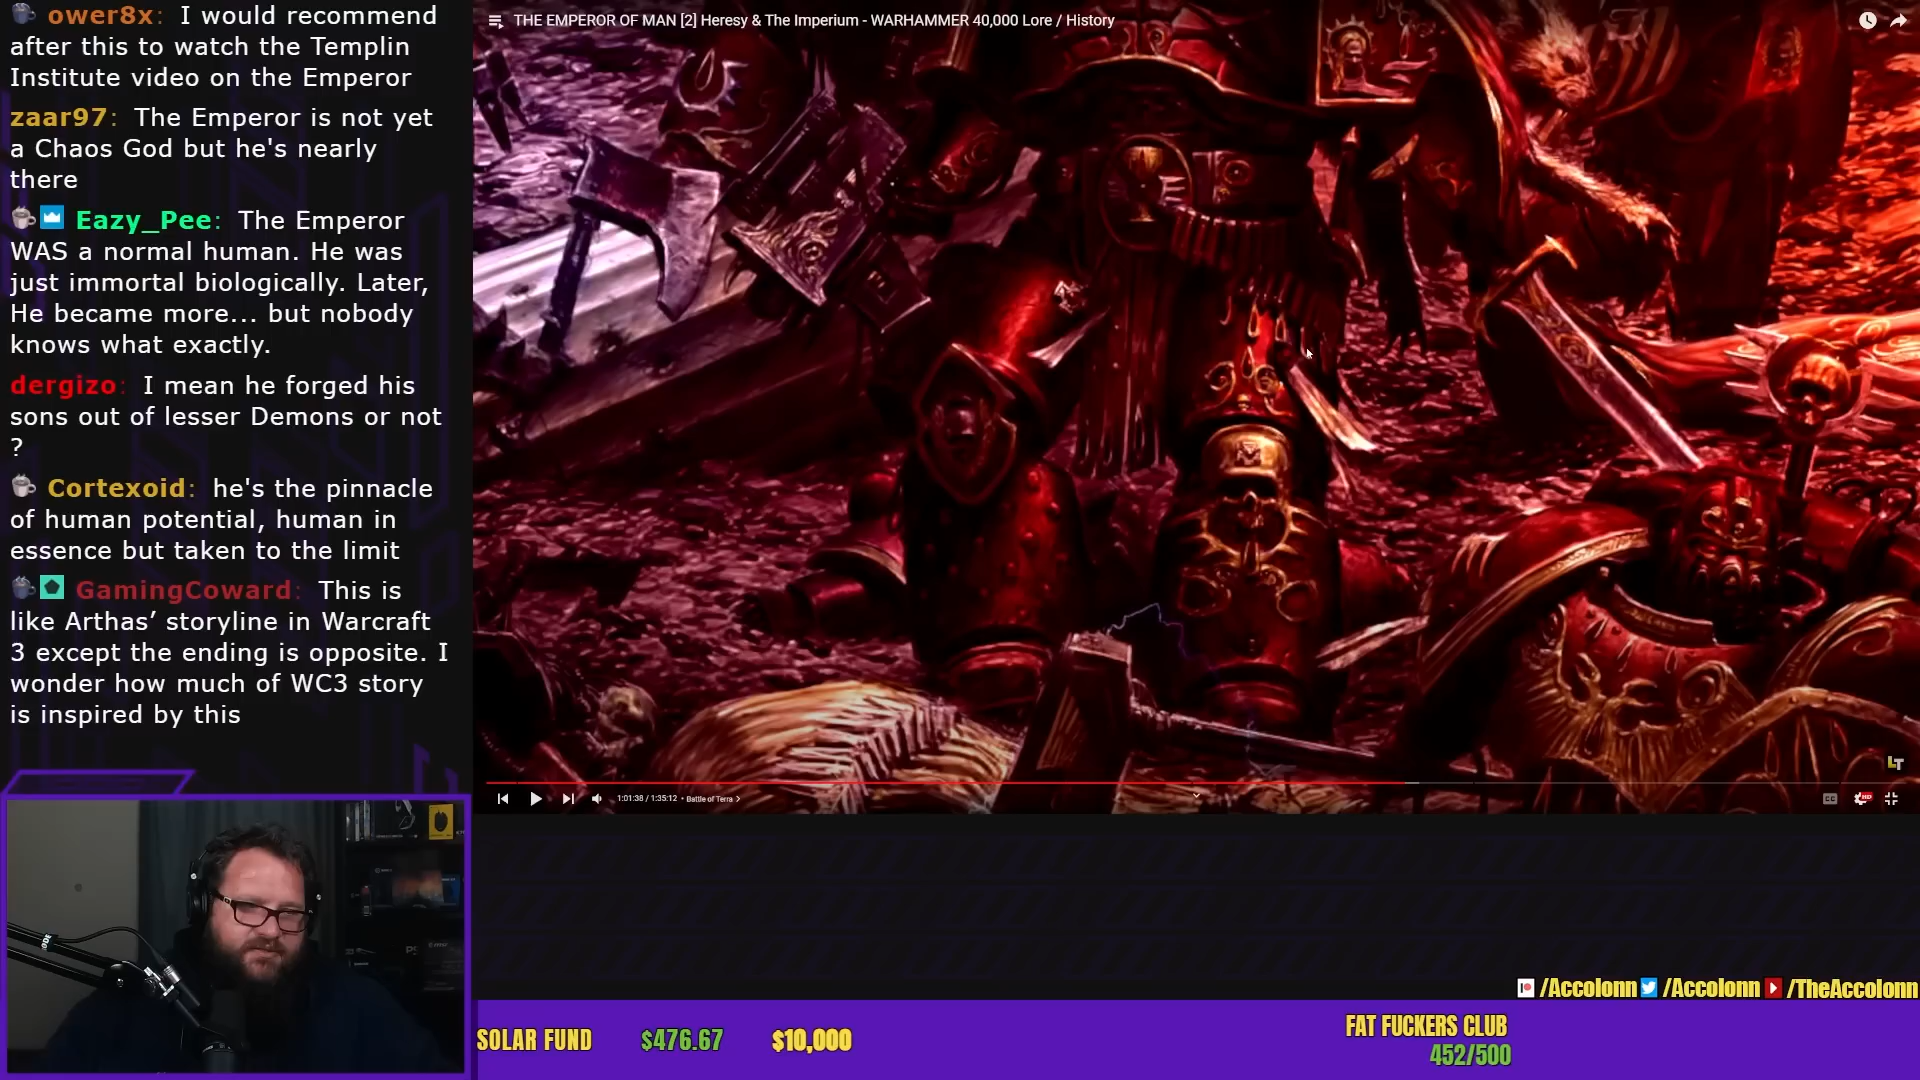 ower8x: I would recommend
after this to watch the Templin
Institute video on the Emperor
zaar97: The Emperor is not yet
a Chaos God but he's nearly
there
Eazy_Pee: The Emperor
WAS a normal human. He was
just immortal biologically. Later,
He became more... but nobody
knows what exactly.
dergizo: I mean he forged his
sons out of lesser Demons or not
?
Cortexoid: he's the pinnacle
of human potential, human in
essence but taken to the limit
GamingCoward: This is
like Arthas’ storyline in Warcraft
3 except the ending is opposite. I
wonder how much of WC3 story
is inspired by this
THE EMPEROR OF MAN [2] Heresy & The Imperium - WARHAMMER 40,000 Lore / History
LT
1:01:38 / 1:35:12 • Battle of Terra >
CC
HD
/Accolonn /Accolonn /TheAccolonn
SOLAR FUND $476.67 $10,000
FAT FUCKERS CLUB
452/500